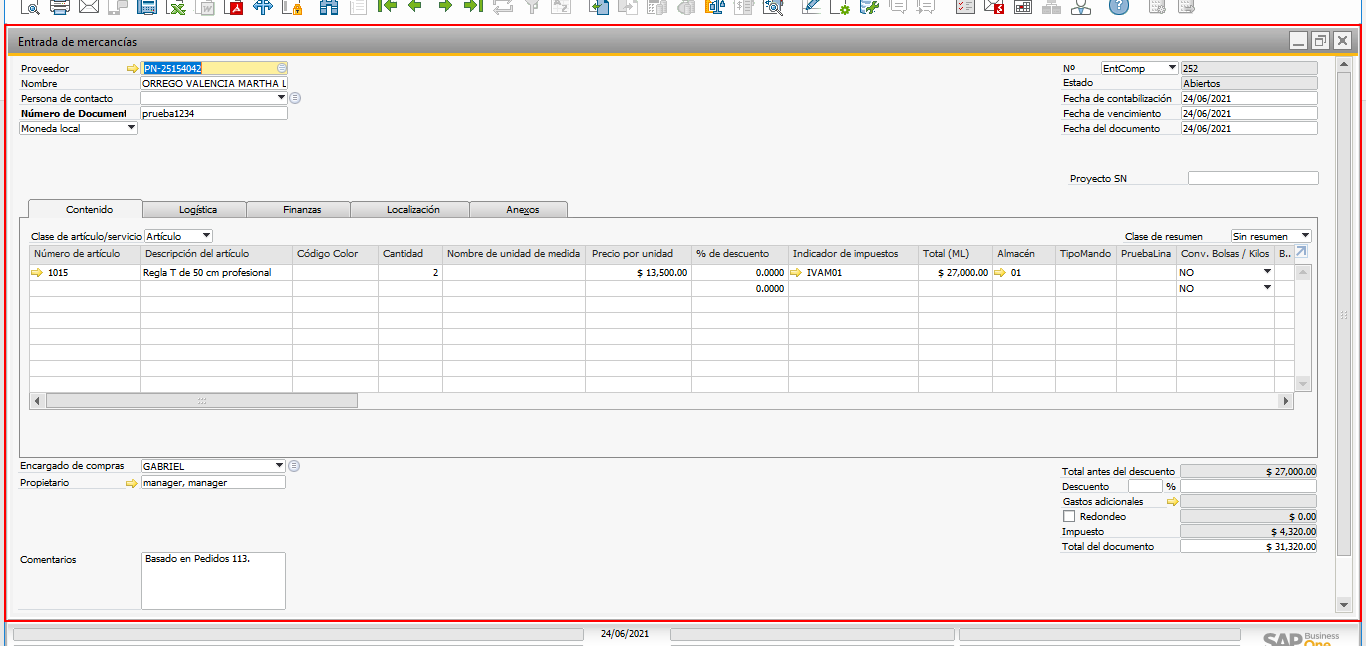 Entrada de mercancías
Proveedor PN-25154042
Nombre ORREGO VALENCIA MARTHA L
Persona de contacto
Número de Document prueba1234
Moneda local
Nº EntComp 252
Estado Abiertos
Fecha de contabilización 24/06/2021
Fecha de vencimiento 24/06/2021
Fecha del documento 24/06/2021
Proyecto SN
Contenido Logística Finanzas Localización Anexos
Clase de artículo/servicio Artículo Clase de resumen Sin resumen
Número de artículo Descripción del artículo Código Color Cantidad Nombre de unidad de medida Precio por unidad % de descuento Indicador de impuestos Total (ML) Almacén TipoMando PruebaLina Conv. Bolsas / Kilos B..
1015 Regla T de 50 cm profesional 2 $ 13,500.00 0.0000 IVAM01 $ 27,000.00 01 NO
0.0000 NO
Encargado de compras GABRIEL
Propietario manager, manager
Total antes del descuento $ 27,000.00
Descuento %
Gastos adicionales
Redondeo $ 0.00
Impuesto $ 4,320.00
Total del documento $ 31,320.00
Comentarios Basado en Pedidos 113.
24/06/2021
SAP Business One